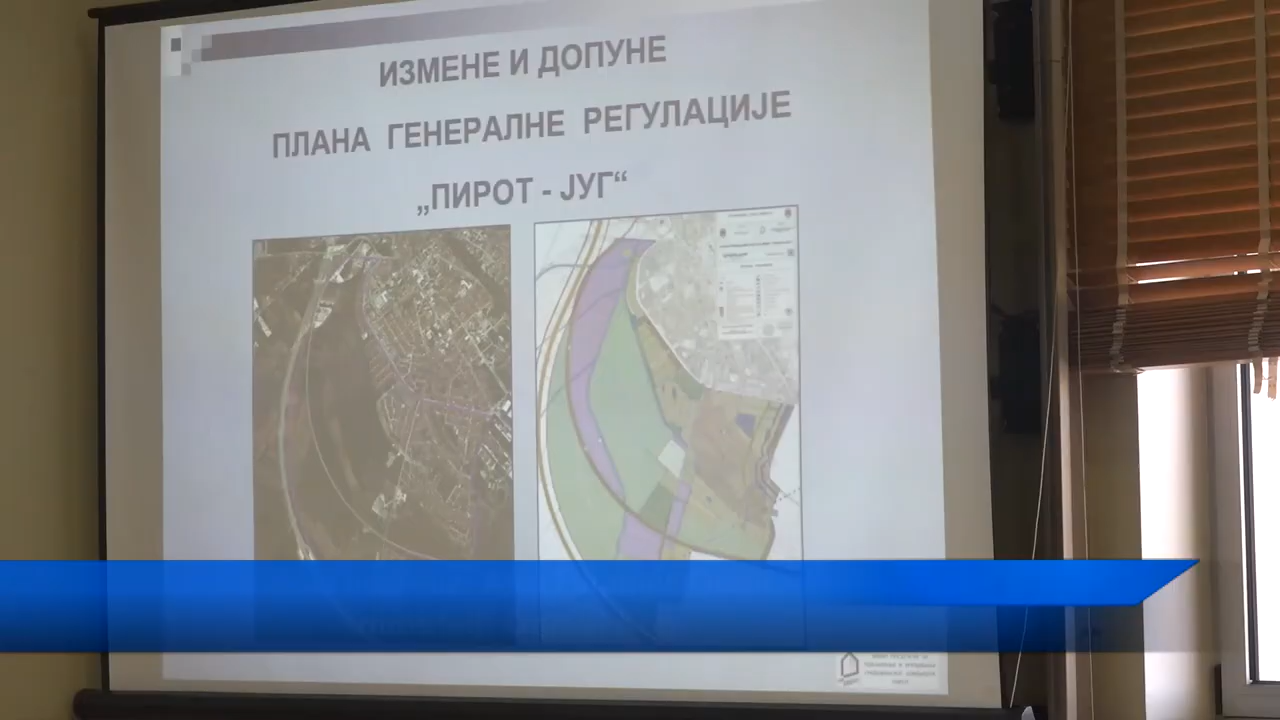 ИЗМЕНЕ И ДОПУНЕ
ПЛАНА ГЕНЕРАЛНЕ РЕГУЛАЦИЈЕ
„ПИРОТ - ЈУГ“